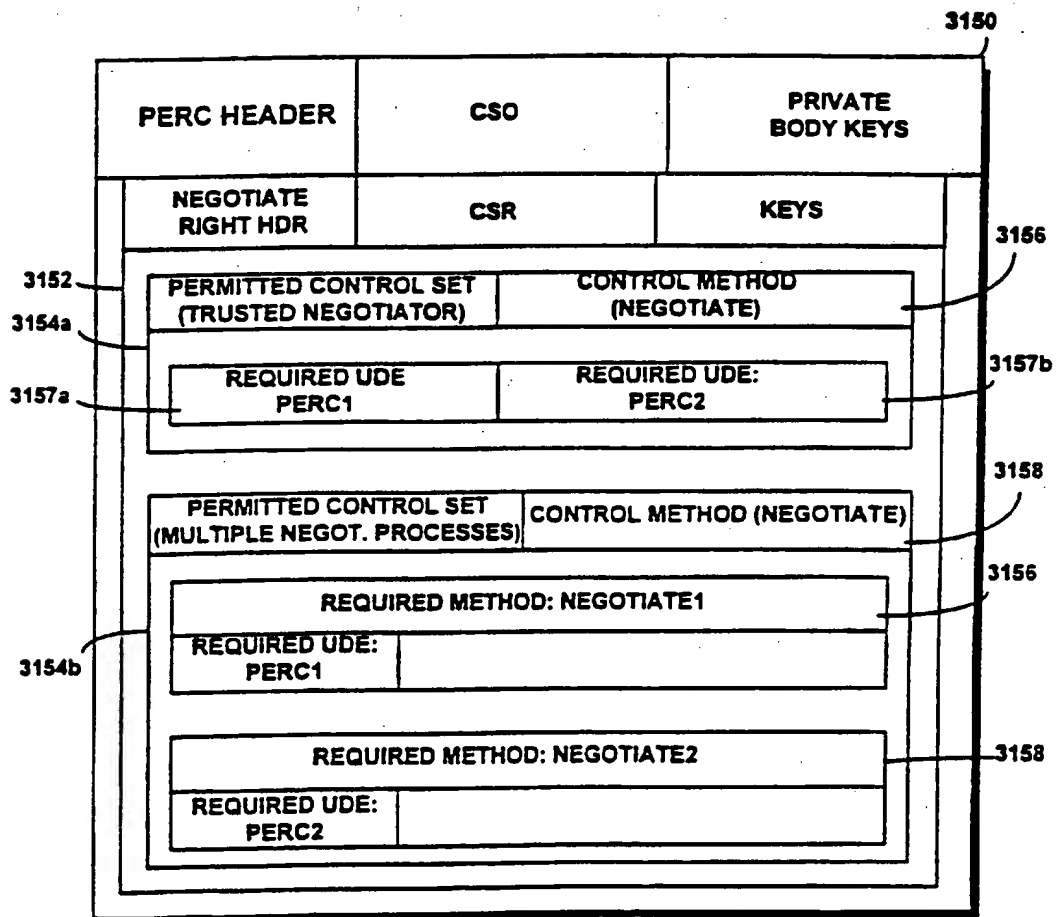 3150
PERC HEADER
CSO
PRIVATE
BODY KEYS
NEGOTIATE
RIGHT HDR
CSR
KEYS
3156
3152
PERMITTED CONTROL SET
(TRUSTED NEGOTIATOR)
CONTROL METHOD
(NEGOTIATE)
3154a
3157a
REQUIRED UDE
PERC1
REQUIRED UDE:
PERC2
3157b
3158
PERMITTED CONTROL SET
(MULTIPLE NEGOT. PROCESSES)
CONTROL METHOD (NEGOTIATE)
3156
REQUIRED METHOD: NEGOTIATE1
REQUIRED UDE:
PERC1
3154b
REQUIRED METHOD: NEGOTIATE2
3158
REQUIRED UDE:
PERC2